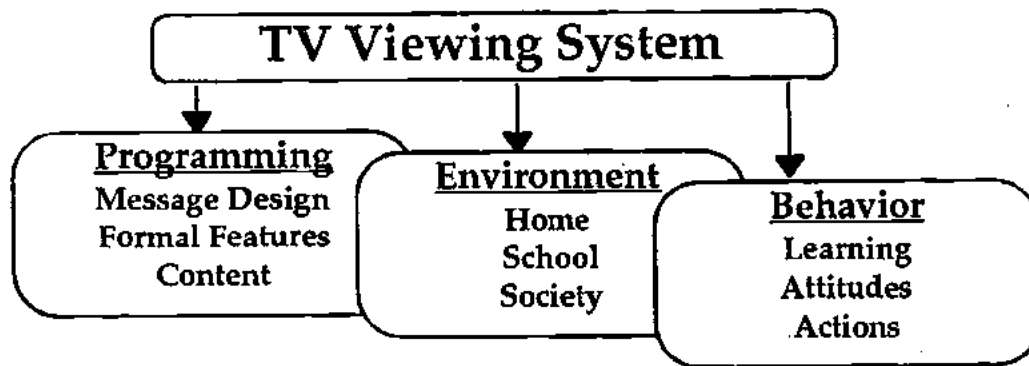 TV Viewing System
Programming
Message Design
Formal Features
Content
Environment
Home
School
Society
Behavior
Learning
Attitudes
Actions